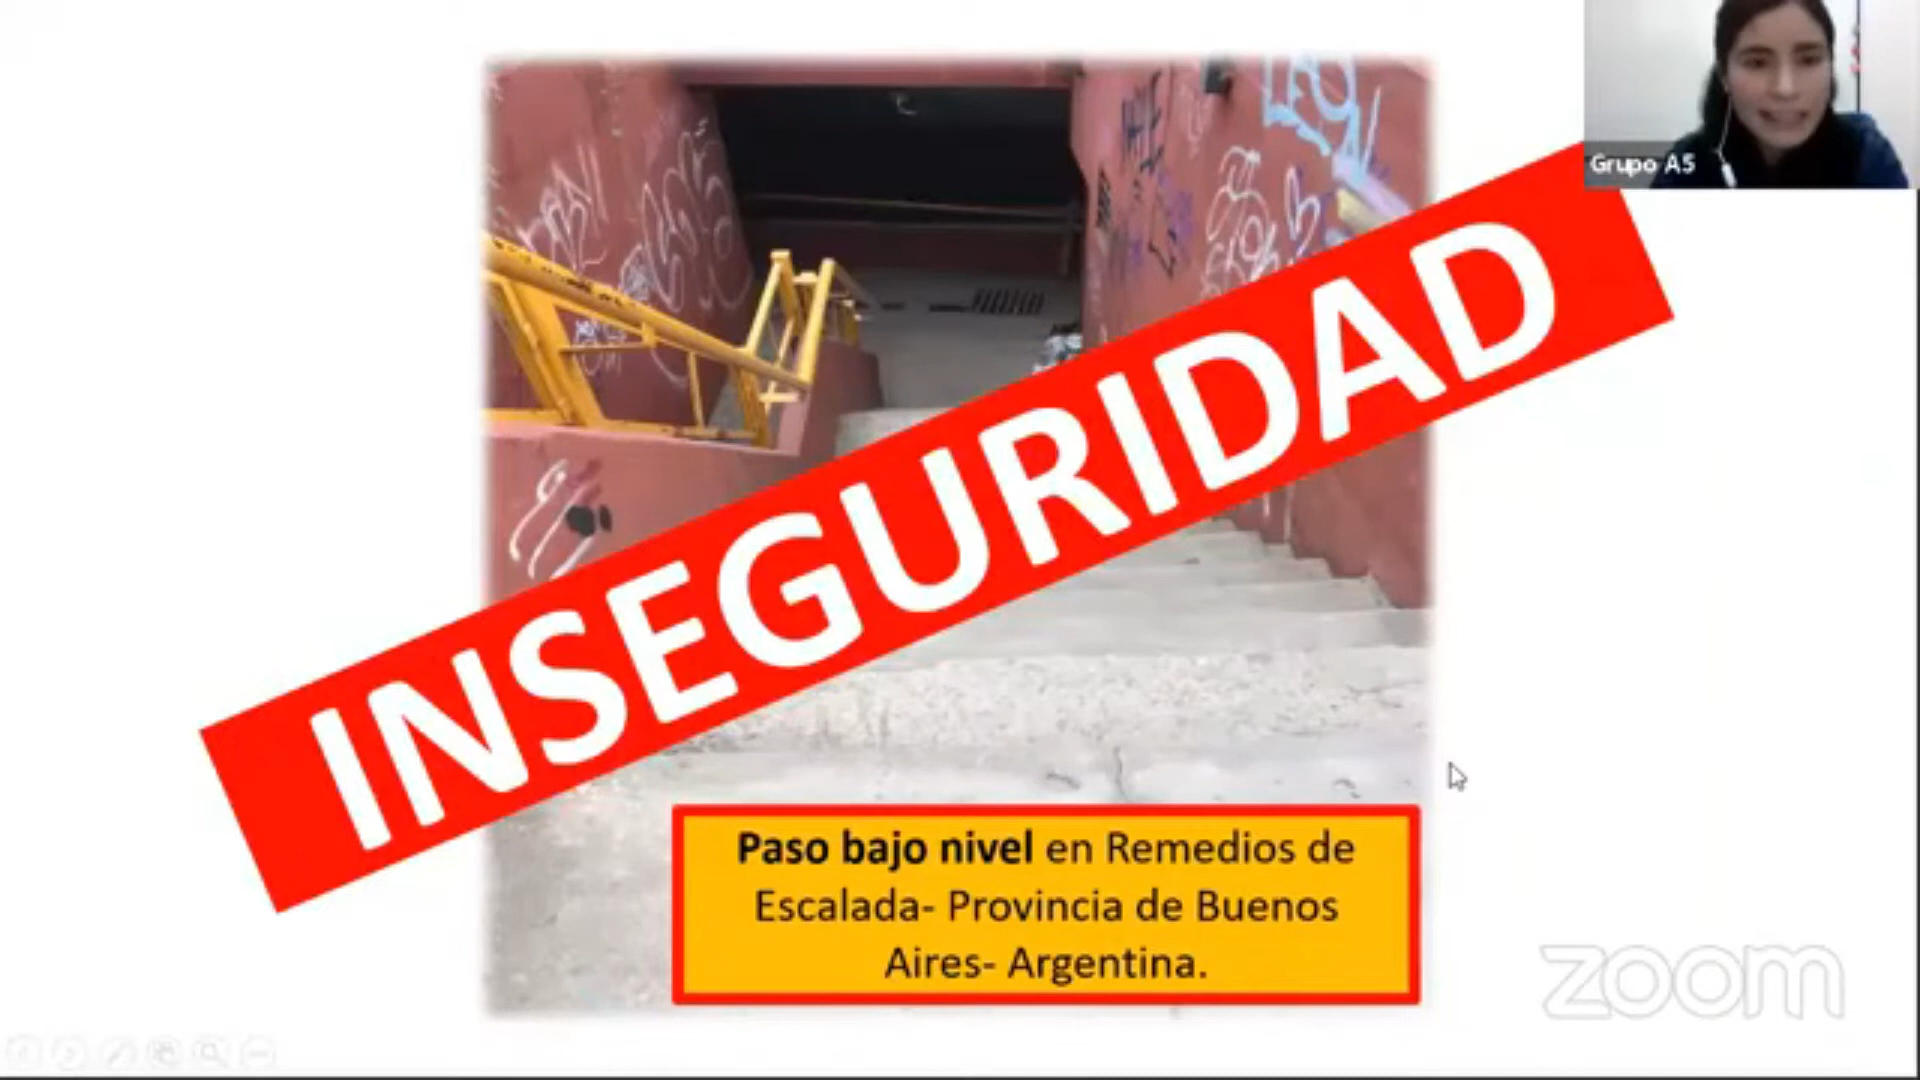 Grupo A5
INSEGURIDAD
Paso bajo nivel en Remedios de
Escalada- Provincia de Buenos
Aires- Argentina.
zoom